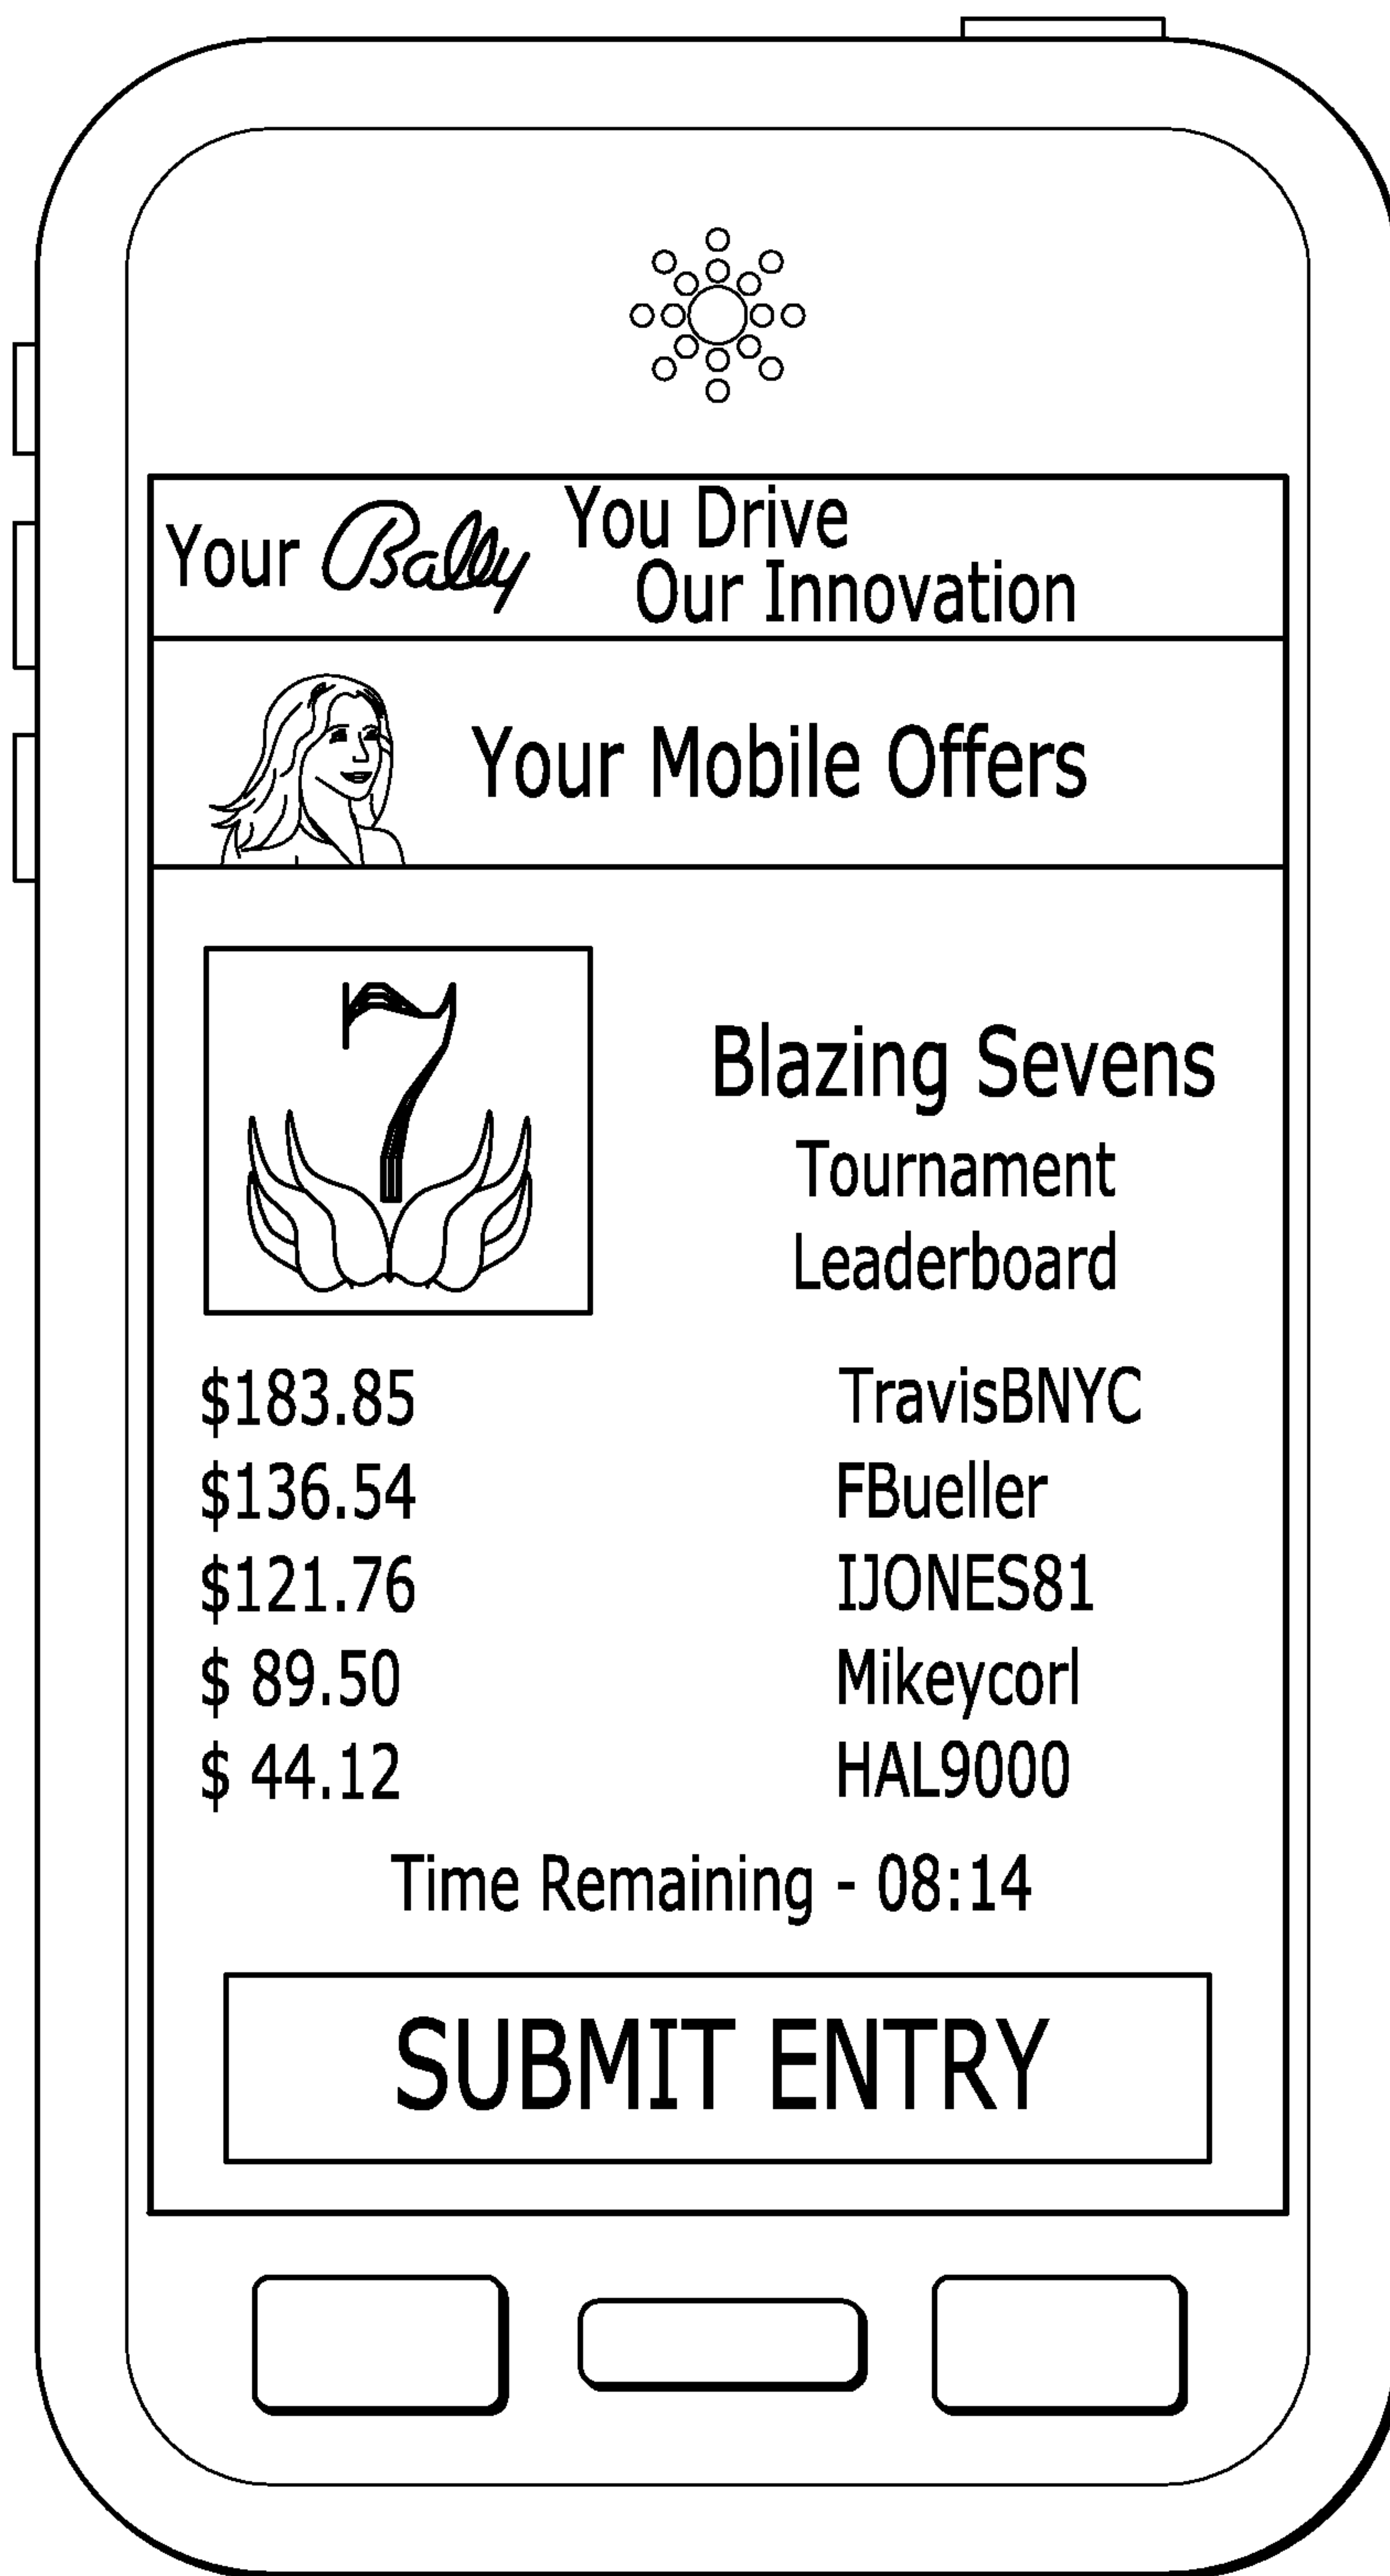 Your Bally You Drive
Our Innovation
Your Mobile Offers
7
Blazing Sevens
Tournament
Leaderboard
$183.85 TravisBNYC
$136.54 FBueller
$121.76 IJONES81
$ 89.50 Mikeycorl
$ 44.12 HAL9000
Time Remaining - 08:14
SUBMIT ENTRY